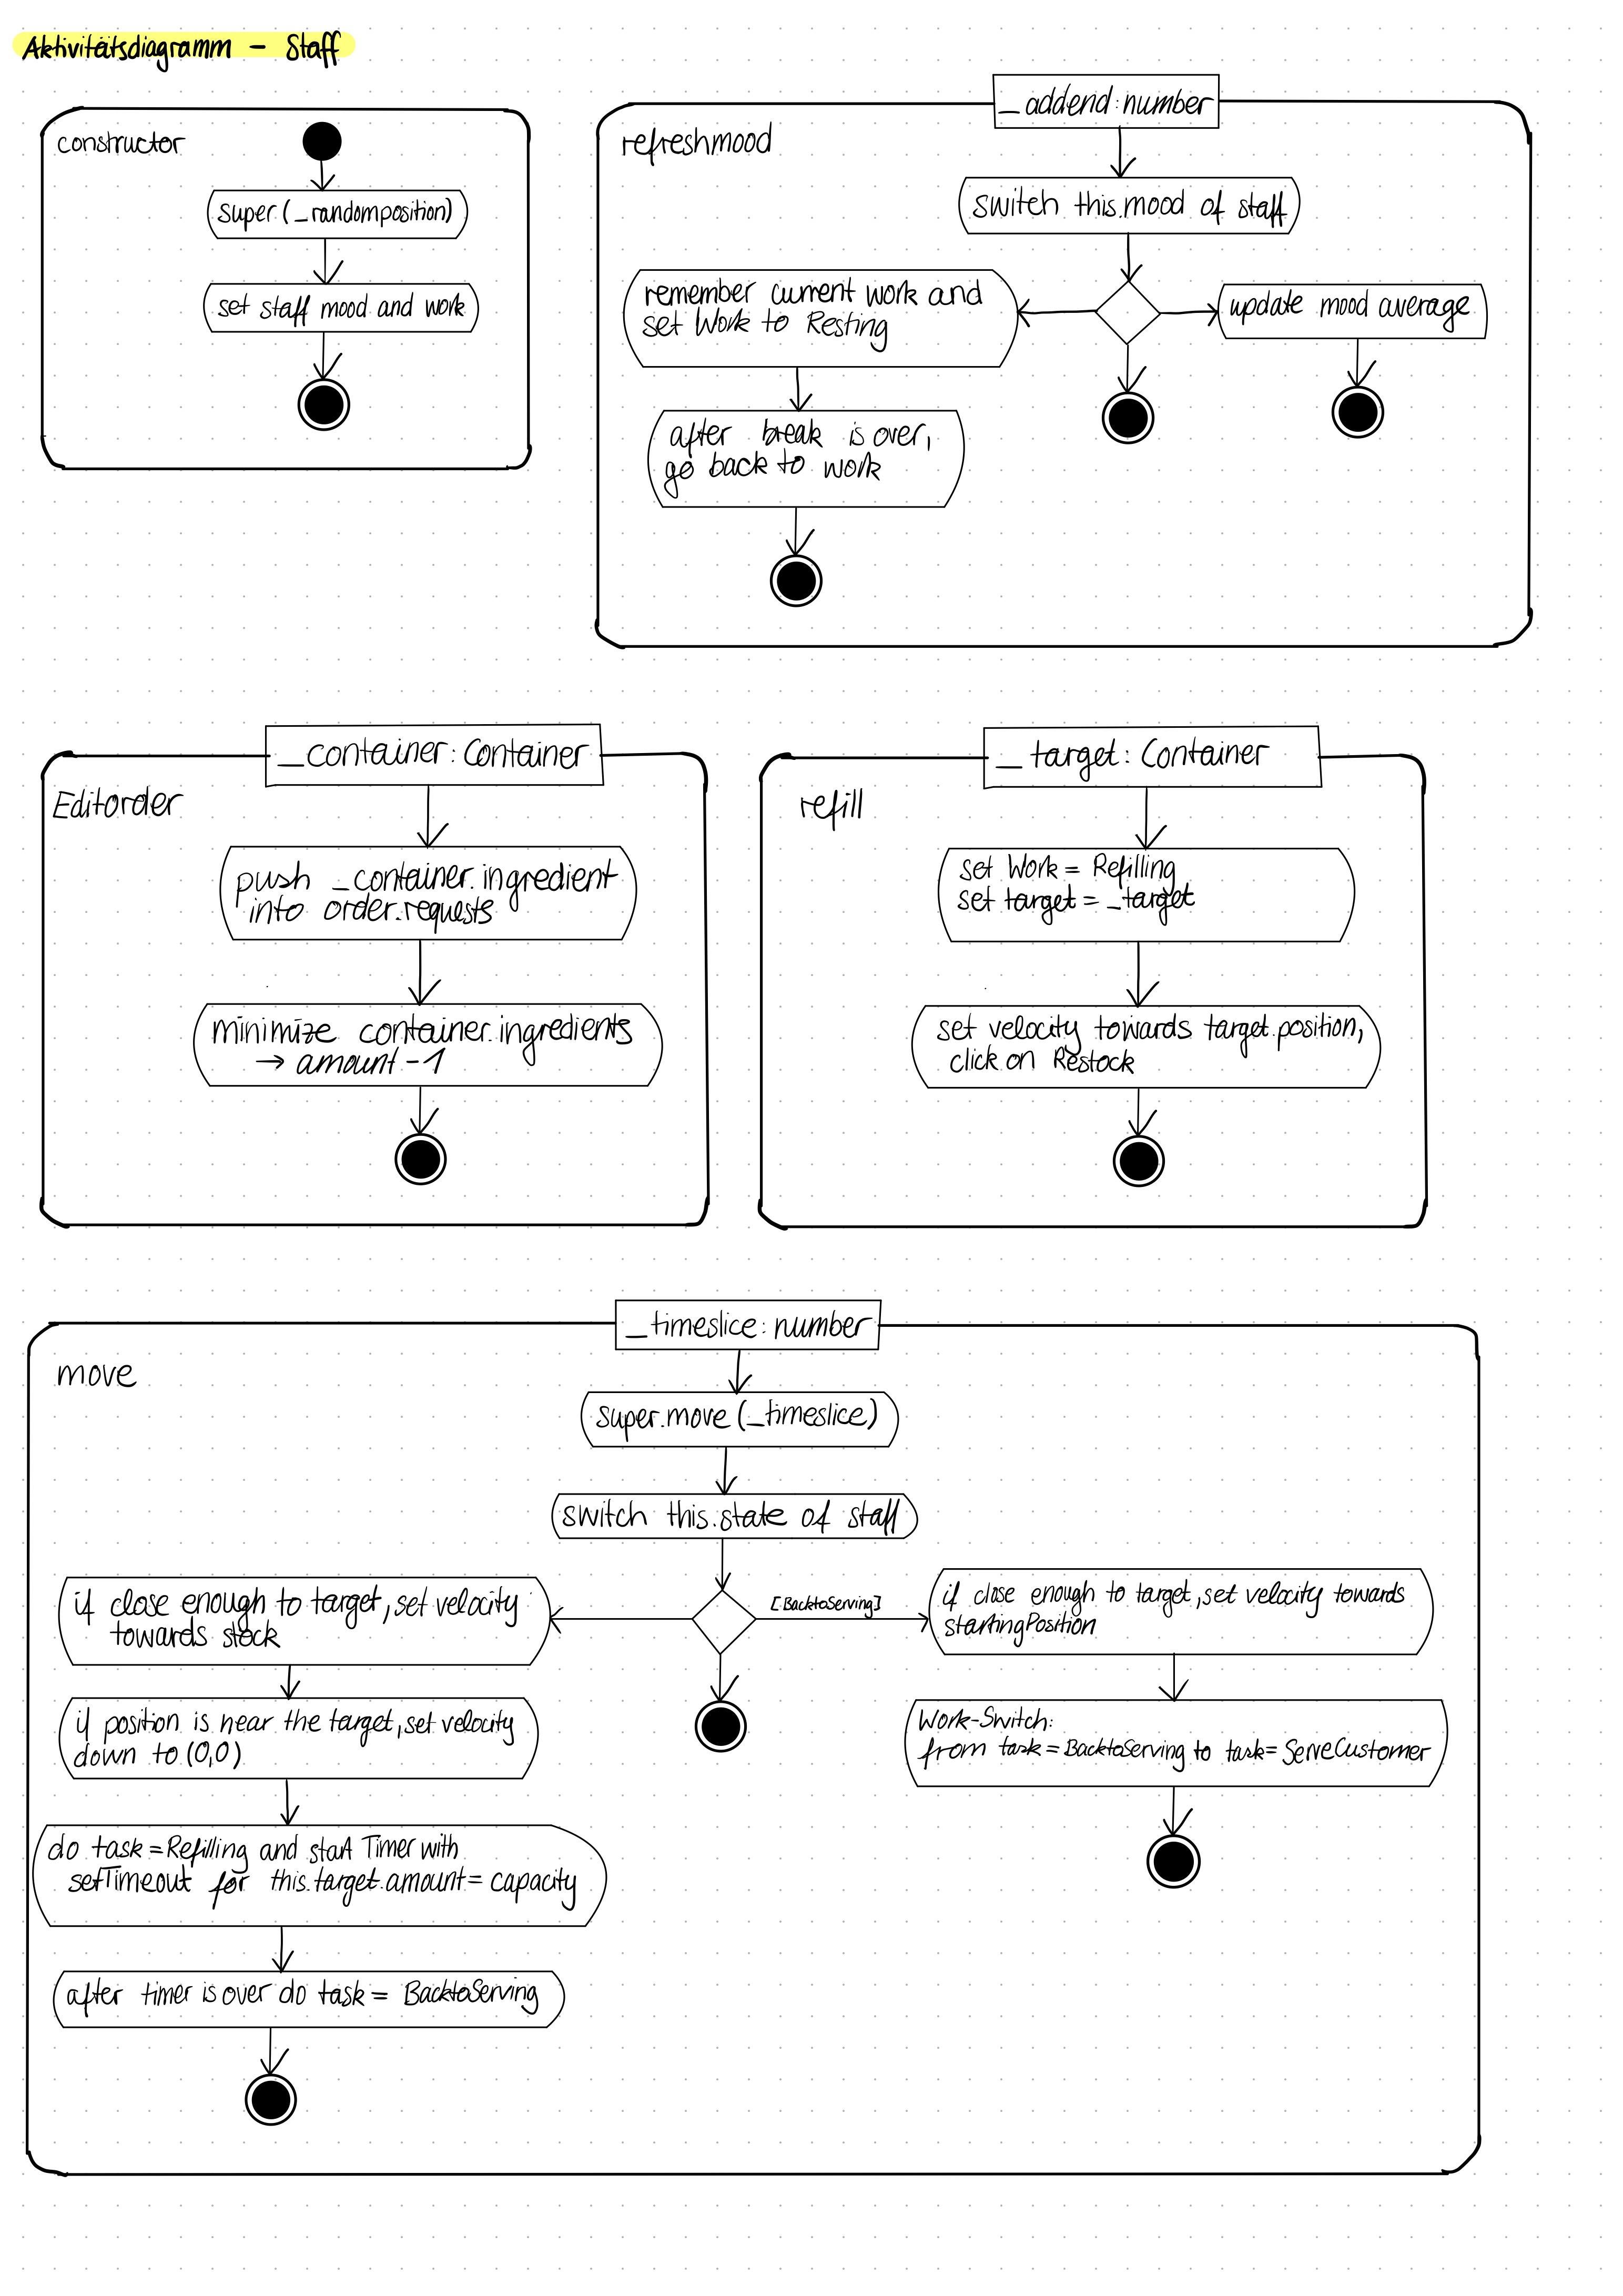 Aktivitätsdiagramm - Staff
constructor
super (_randomposition)
set staff mood and work
_addend: number
refreshmood
switch this.mood of staff
remember current work and
set Work to Resting
update mood average
after break is over,
go back to work
_container: Container
Editorder
push _container.ingredient
into order.requests
minimize container.ingredients
→ amount -1
_target: Container
refill
set Work = Refilling
set target = _target
set velocity towards target.position,
click on Restock
_timeslice: number
move
super.move (_timeslice)
switch this.state of staff
[BacktoServing]
if close enough to target, set velocity
towards stock
if position is near the target, set velocity
down to (0,0)
do task = Refilling and start Timer with
setTimeout for this.target.amount = capacity
after timer is over do task = BacktoServing
if close enough to target, set velocity towards
startingPosition
Work-Switch:
from task = BacktoServing to task = ServeCustomer